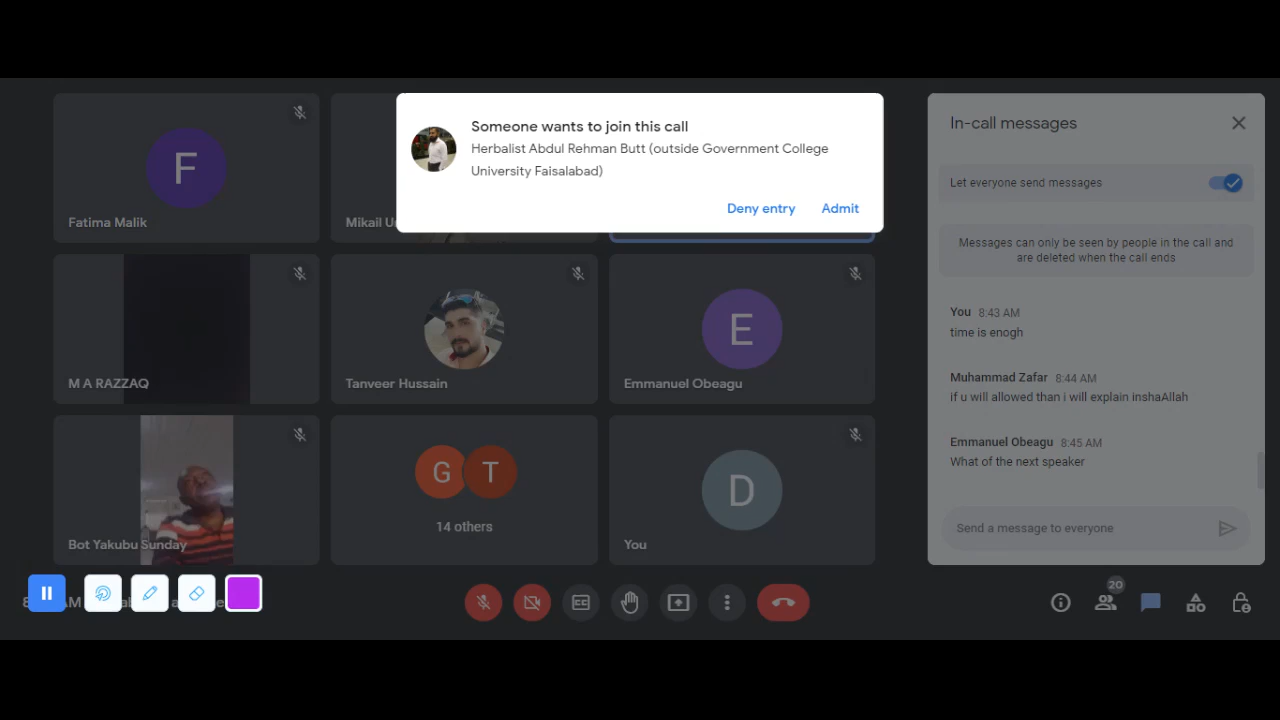 Someone wants to join this call
Herbalist Abdul Rehman Butt (outside Government College
University Faisalabad)
Deny entry
Admit
F
Fatima Malik
Mikail
M A RAZZAQ
Tanveer Hussain
E
Emmanuel Obeagu
Bot Yakubu Sunday
G T
14 others
D
You
In-call messages
Let everyone send messages
Messages can only be seen by people in the call and
are deleted when the call ends
You 8:43 AM
time is enogh
Muhammad Zafar 8:44 AM
if u will allowed than i will explain inshaAllah
Emmanuel Obeagu 8:45 AM
What of the next speaker
Send a message to everyone
20